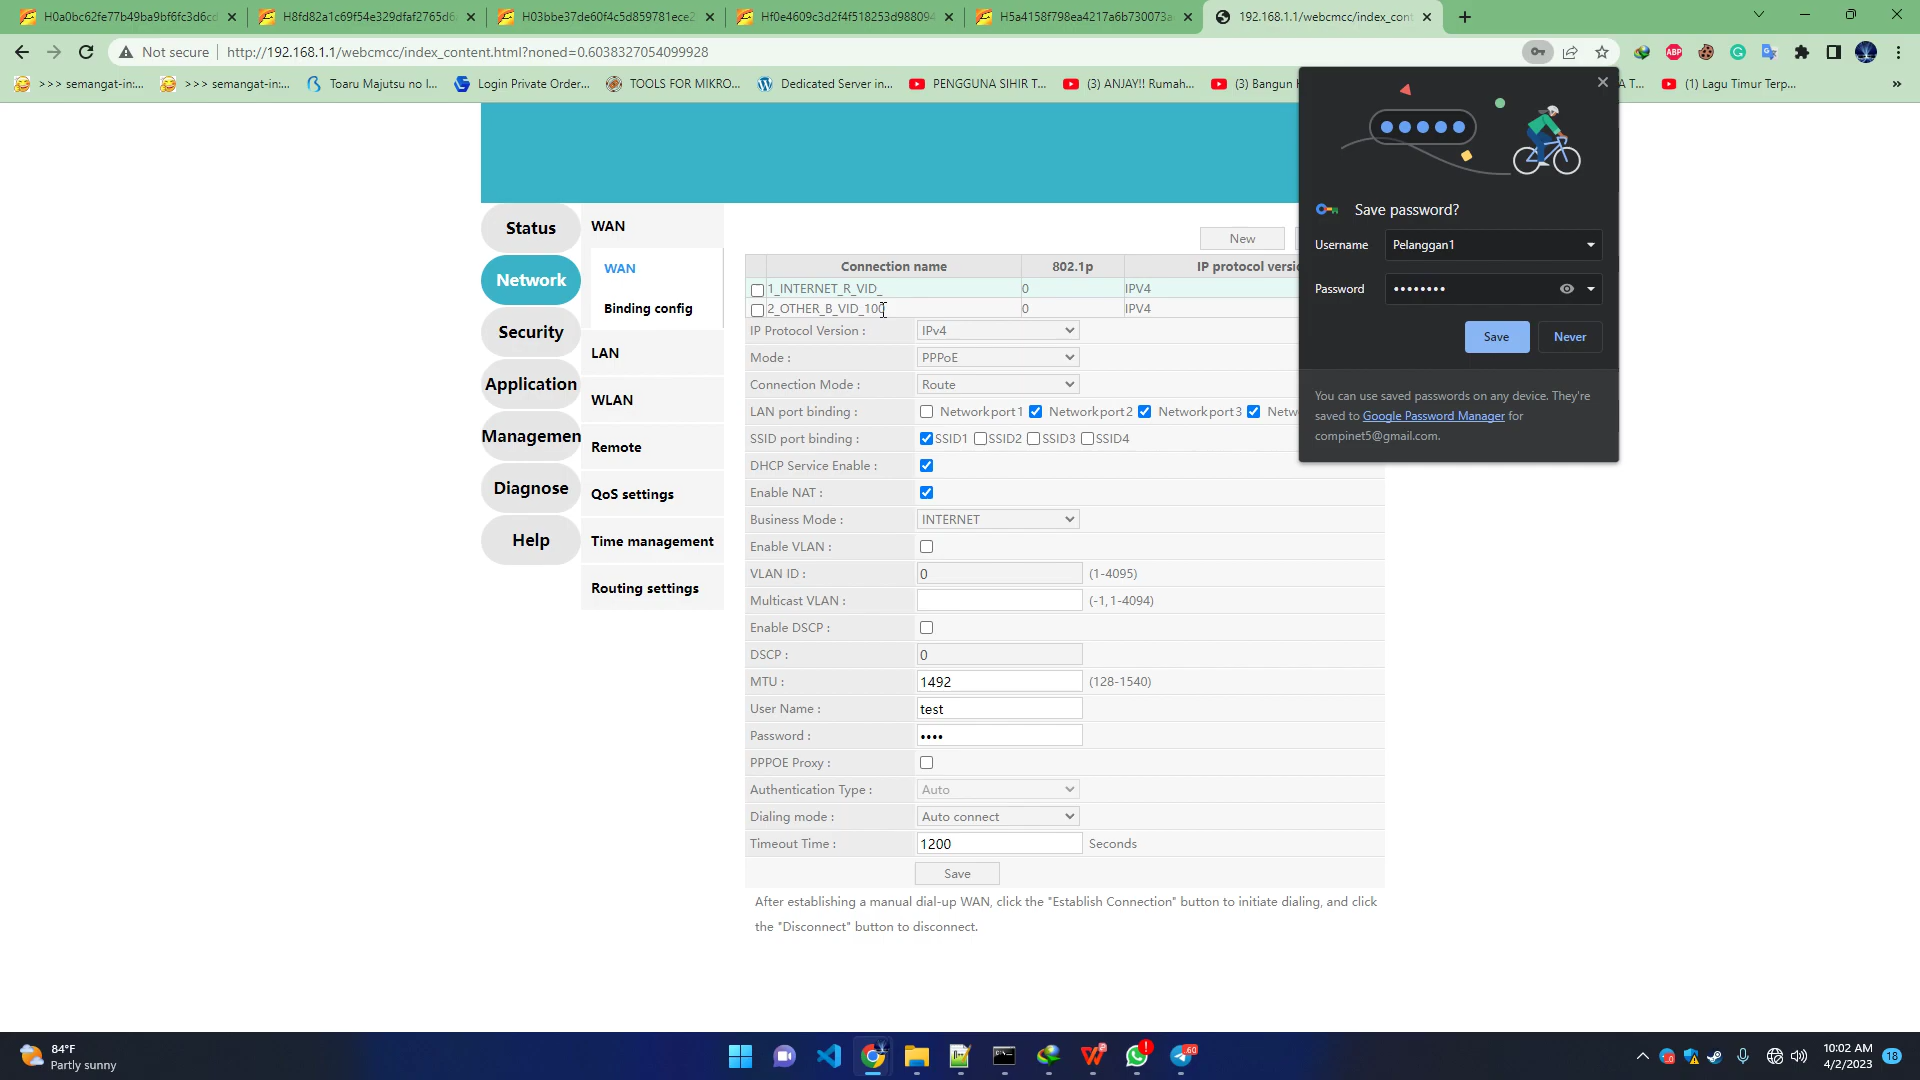 H0a0bc62fe77b49ba9bf6fc3d6cd
H8fd82a1c69f54e329dfaf2765d6
H03bbe37de60f4c5d859781ece2
Hf0e4609c3d2f4f518253d988094
H5a4158f798ea4217a6b730073a
192.168.1.1/webcmcc/index_cont
Not secure
http://192.168.1.1/webcmcc/index_content.html?noned=0.6038327054099928
>>> semangat-in:...
>>> semangat-in:...
Toaru Majutsu no I...
Login Private Order...
TOOLS FOR MIKRO...
Dedicated Server in...
PENGGUNA SIHIR T...
(3) ANJAY!! Rumah...
(3) Bangun
A T...
(1) Lagu Timur Terp...
»
Save password?
Username
Pelanggan1
Password
••••••••
Save
Never
You can use saved passwords on any device. They're
saved to Google Password Manager for
compinet5@gmail.com.
Status
Network
Security
Application
Managemen
Diagnose
Help
WAN
WAN
Binding config
LAN
WLAN
Remote
QoS settings
Time management
Routing settings
New
Connection name
802.1p
IP protocol versio
1_INTERNET_R_VID_
0
IPV4
2_OTHER_B_VID_100
0
IPV4
IP Protocol Version :
IPv4
Mode :
PPPoE
Connection Mode :
Route
LAN port binding :
Networkport1
Networkport2
Networkport3
Netw
SSID port binding :
SSID1
SSID2
SSID3
SSID4
DHCP Service Enable :
Enable NAT :
Business Mode :
INTERNET
Enable VLAN :
VLAN ID :
0
(1-4095)
Multicast VLAN :
(-1, 1-4094)
Enable DSCP :
DSCP :
0
MTU :
1492
(128-1540)
User Name :
test
Password :
••••
PPPOE Proxy :
Authentication Type :
Auto
Dialing mode :
Auto connect
Timeout Time :
1200
Seconds
Save
After establishing a manual dial-up WAN, click the "Establish Connection" button to initiate dialing, and click
the "Disconnect" button to disconnect.
84°F
Partly sunny
10:02 AM
4/2/2023
18